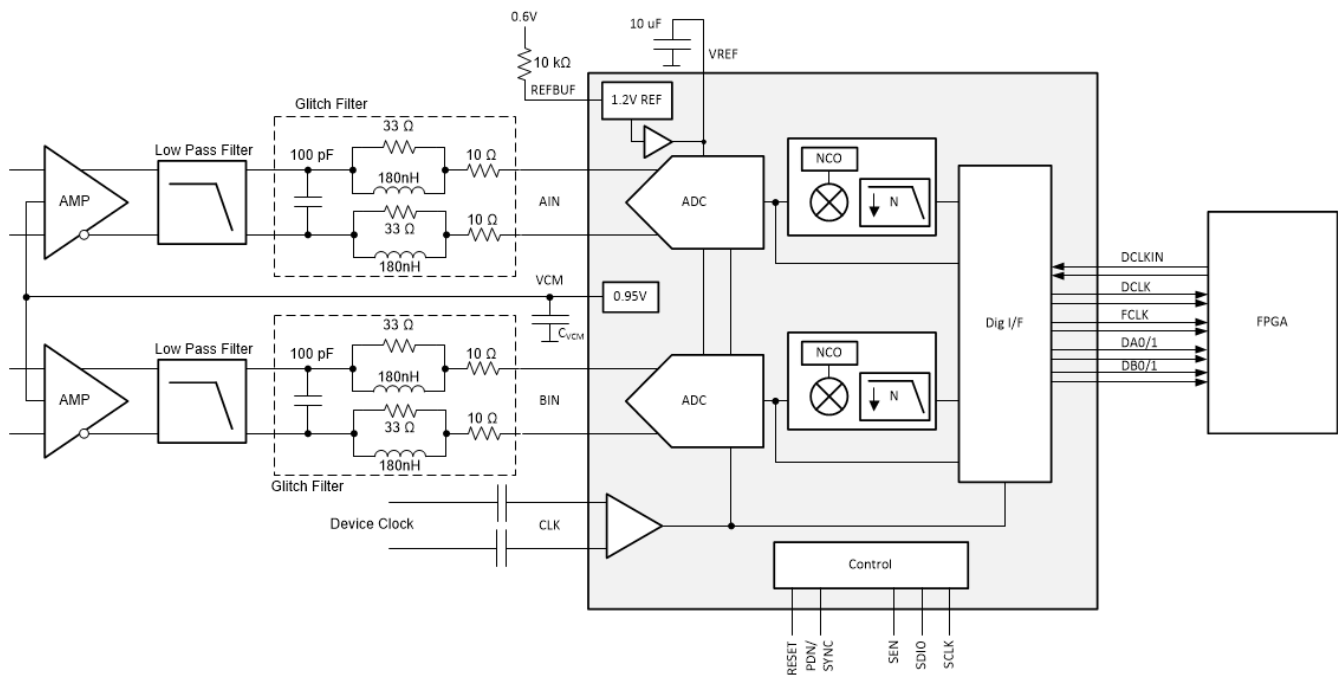 0.6V
10 uF
VREF
10 kΩ
REFBUF
1.2V REF
Glitch Filter
33 Ω
Low Pass Filter
100 pF
10 Ω
180nH
AMP
33 Ω
10 Ω
180nH
AIN
ADC
NCO
N
VCM
0.95V
CVCM
Dig I/F
DCLKIN
DCLK
FCLK
DA0/1
DB0/1
FPGA
33 Ω
Low Pass Filter
100 pF
10 Ω
180nH
AMP
33 Ω
10 Ω
180nH
BIN
ADC
NCO
N
Glitch Filter
Device Clock
CLK
Control
RESET
PDN/
SYNC
SEN
SDIO
SCLK